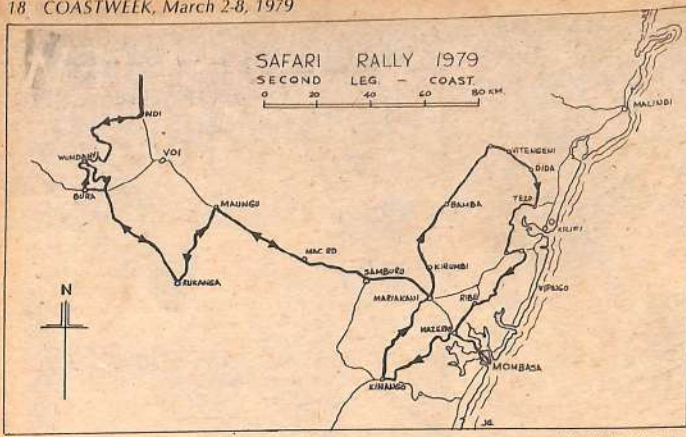 18 COASTWEEK, March 2-8, 1979
SAFARI RALLY 1979
SECOND LEG. - COAST.
0 20 40 60 80 KM.
NDI
MALINDI
WUNDANYI
VOI
VITENGENI
DIDA
BURA
MAUNGU
BAMBA
TEZO
KILIFI
MAC RD
KIRUMBI
RUKANGA
SAMBURU
N
MARIAKANI
RIBE
VIPINGO
MAZERAS
MOMBASA
KINANGO
JG